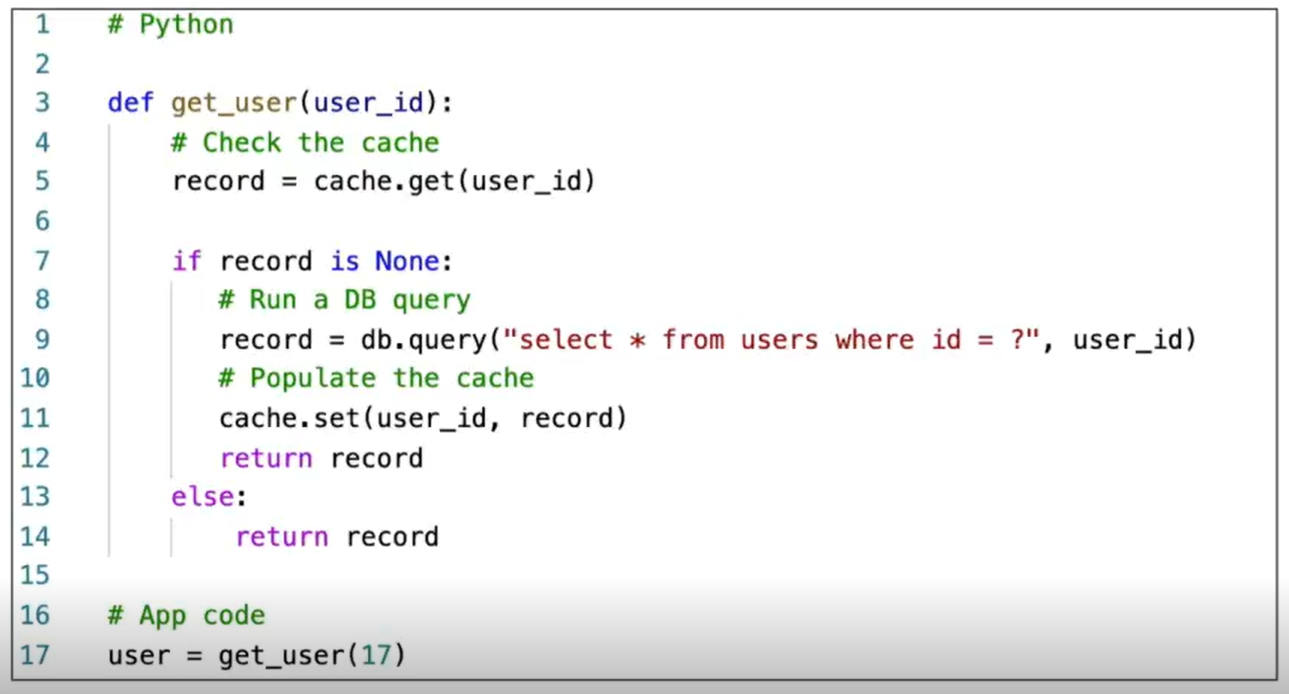 1 # Python
2
3 def get_user(user_id):
4 # Check the cache
5 record = cache.get(user_id)
6
7 if record is None:
8 # Run a DB query
9 record = db.query("select * from users where id = ?", user_id)
10 # Populate the cache
11 cache.set(user_id, record)
12 return record
13 else:
14 return record
15
16 # App code
17 user = get_user(17)